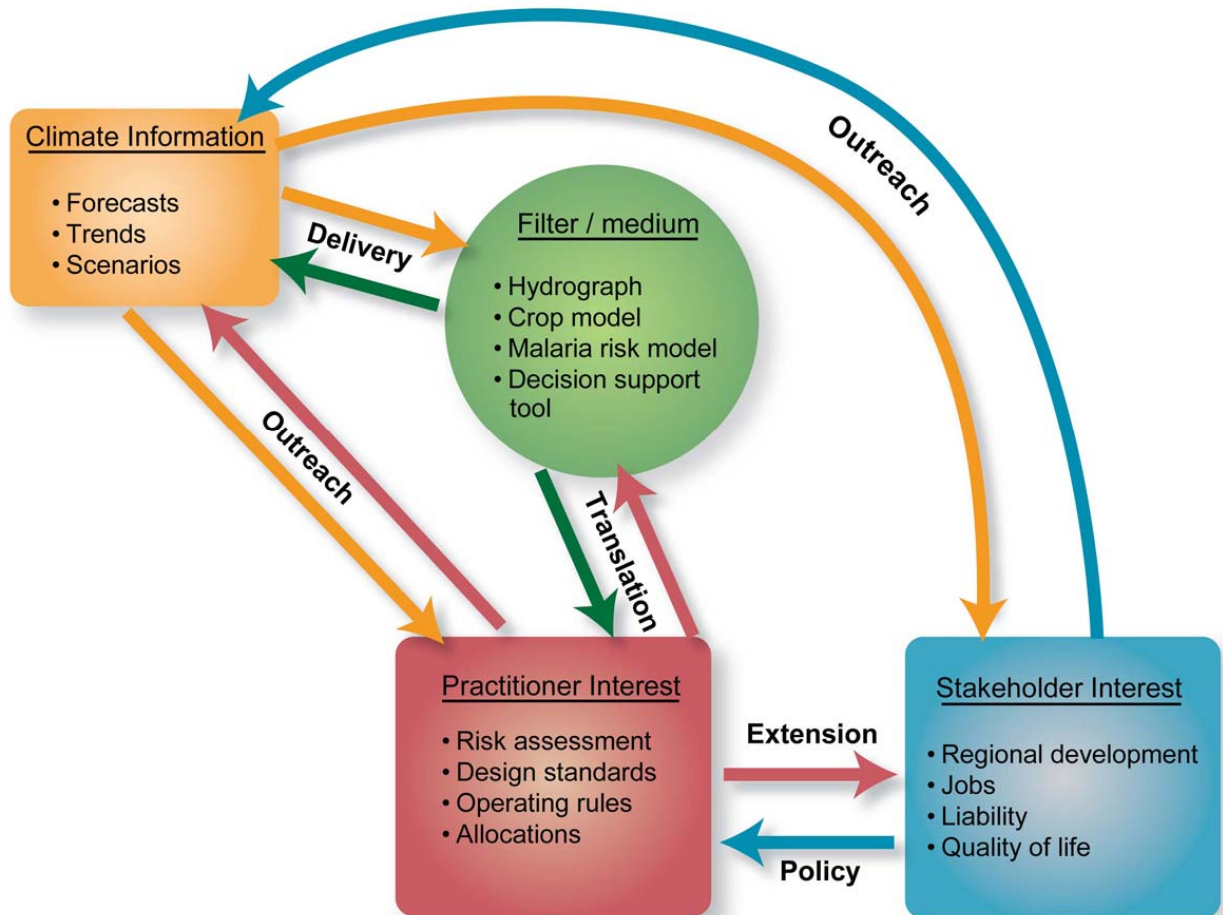 Climate Information
• Forecasts
• Trends
• Scenarios
Delivery
Filter / medium
• Hydrograph
• Crop model
• Malaria risk model
• Decision support
tool
Outreach
Outreach
Translation
Practitioner Interest
• Risk assessment
• Design standards
• Operating rules
• Allocations
Extension
Policy
Stakeholder Interest
• Regional development
• Jobs
• Liability
• Quality of life